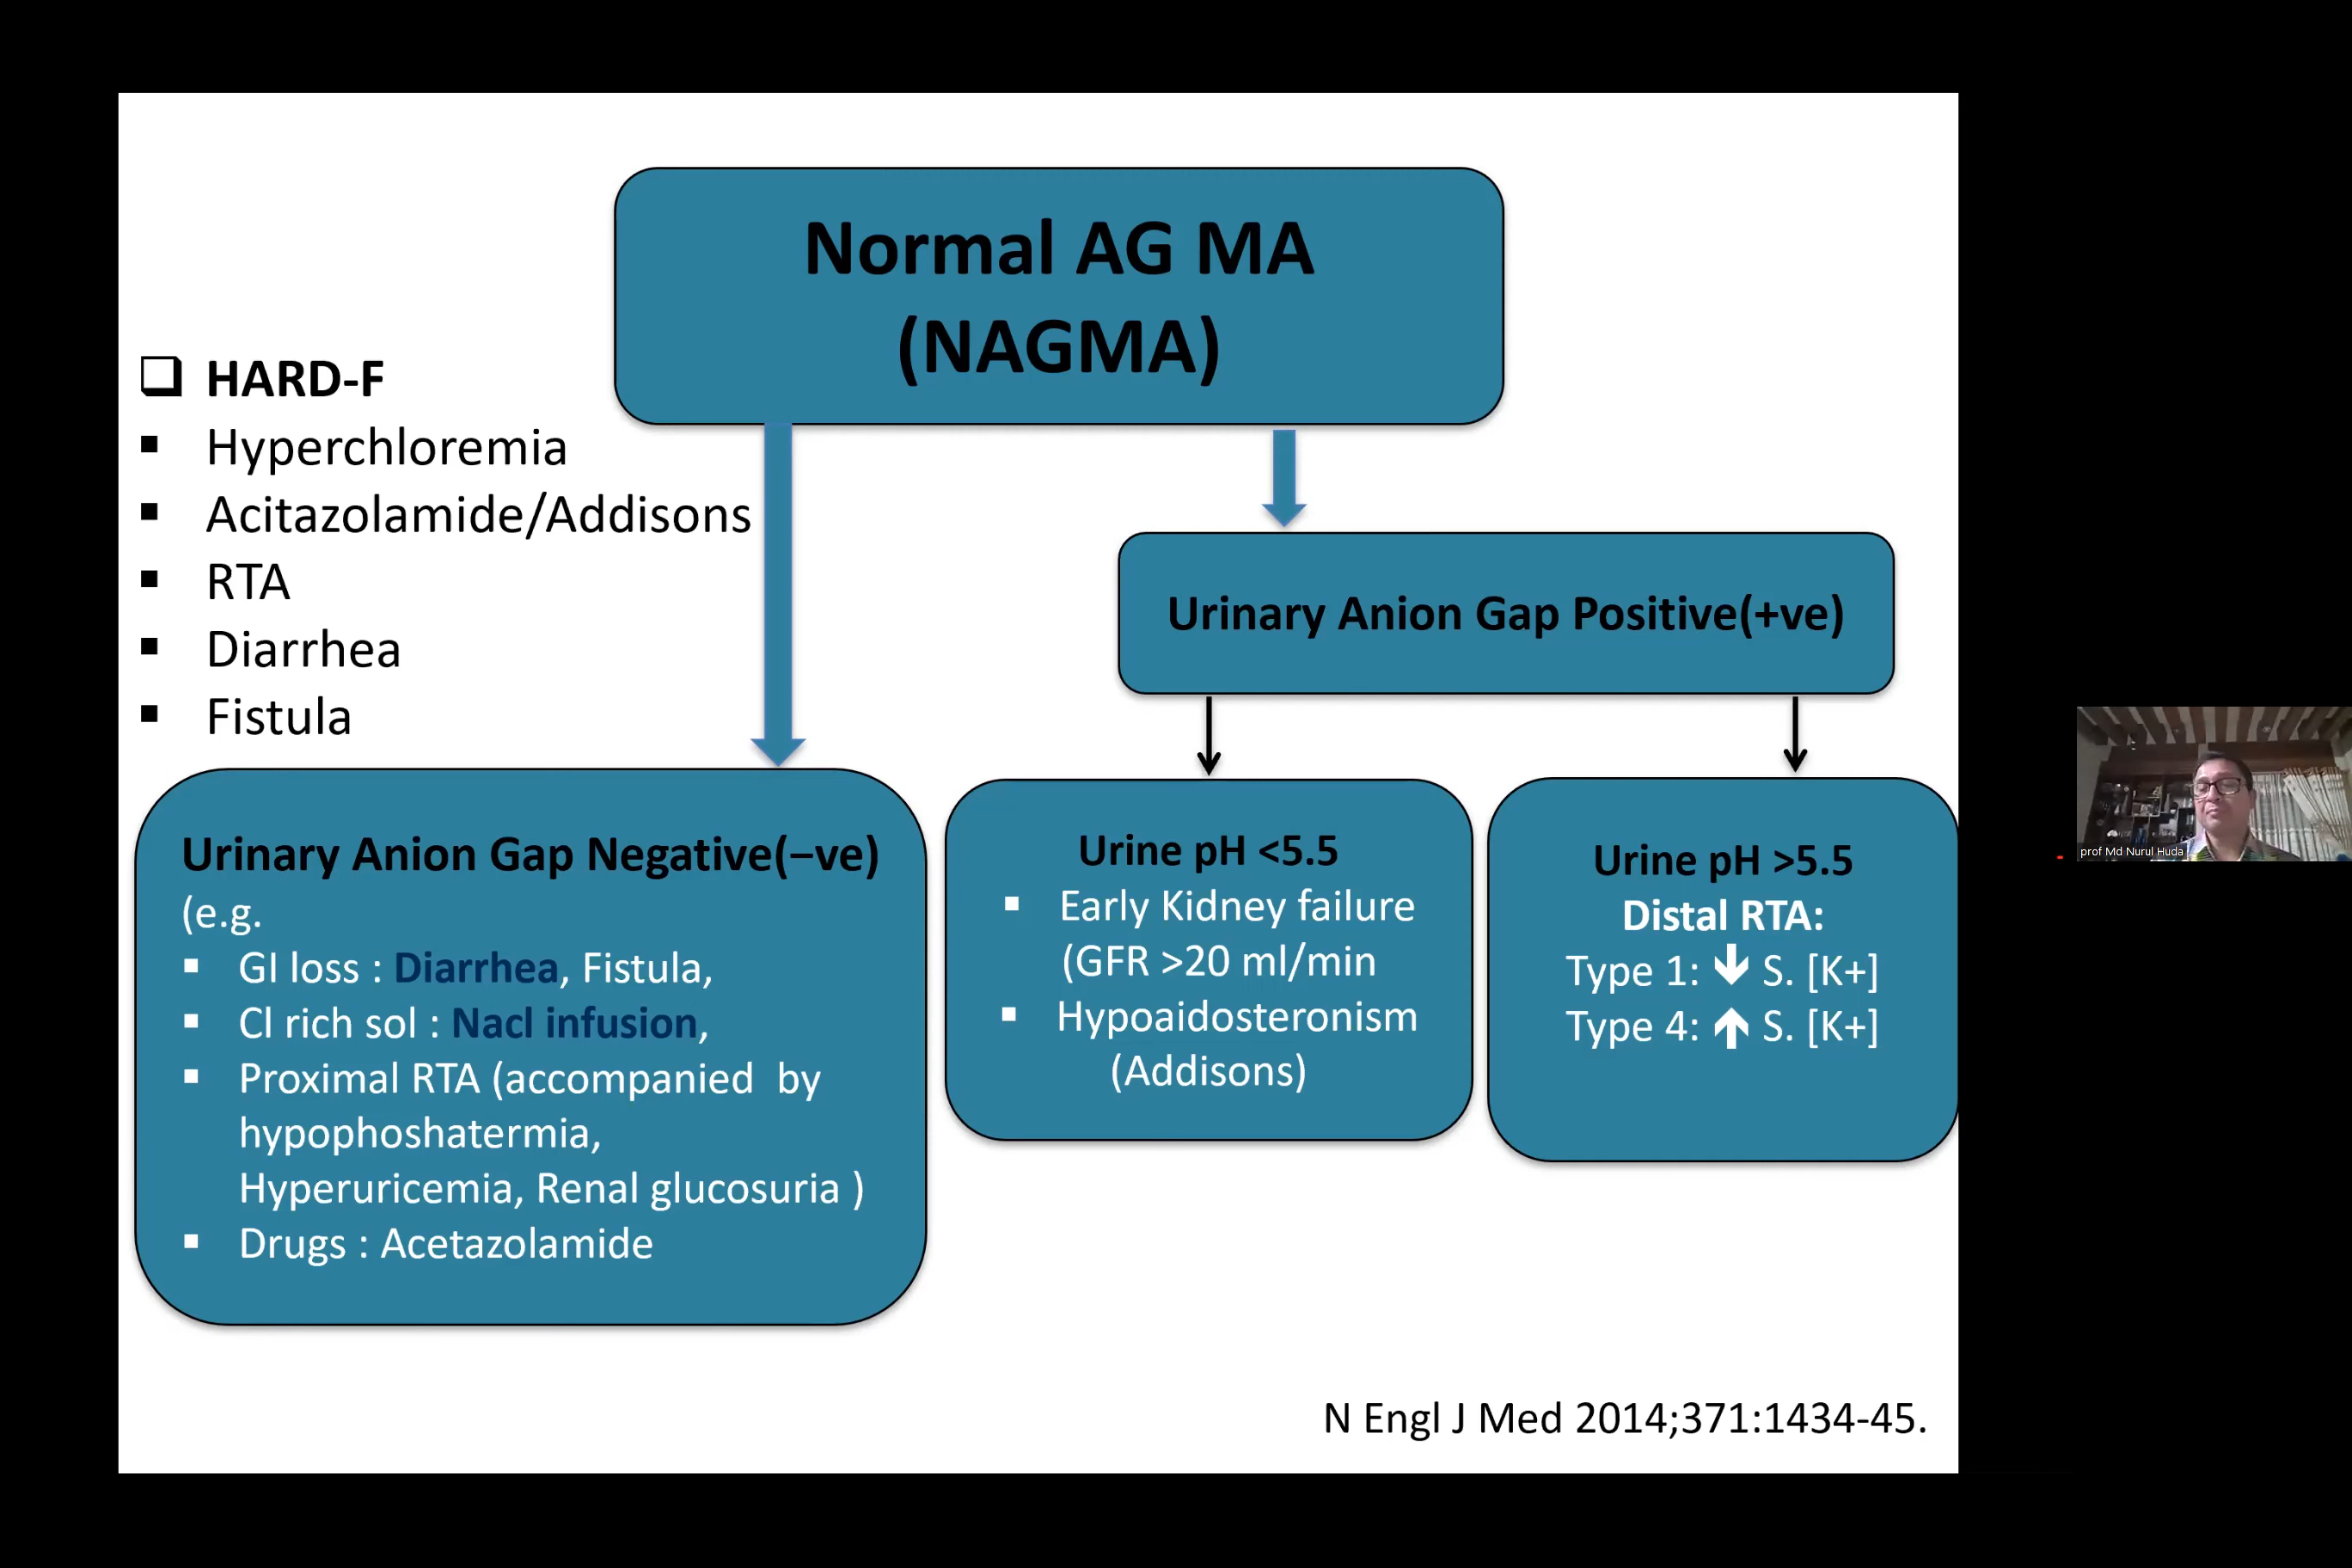 Normal AG MA
(NAGMA)
HARD-F
Hyperchloremia
Acitazolamide/Addisons
RTA
Diarrhea
Fistula
Urinary Anion Gap Positive(+ve)
Urinary Anion Gap Negative(–ve)
(e.g.
GI loss : Diarrhea, Fistula,
Cl rich sol : Nacl infusion,
Proximal RTA (accompanied by
hypophoshatermia,
Hyperuricemia, Renal glucosuria )
Drugs : Acetazolamide
Urine pH <5.5
Early Kidney failure
(GFR >20 ml/min
Hypoaidosteronism
(Addisons)
Urine pH >5.5
Distal RTA:
Type 1: ↓ S. [K+]
Type 4: ↑ S. [K+]
N Engl J Med 2014;371:1434-45.
prof Md Nurul Huda